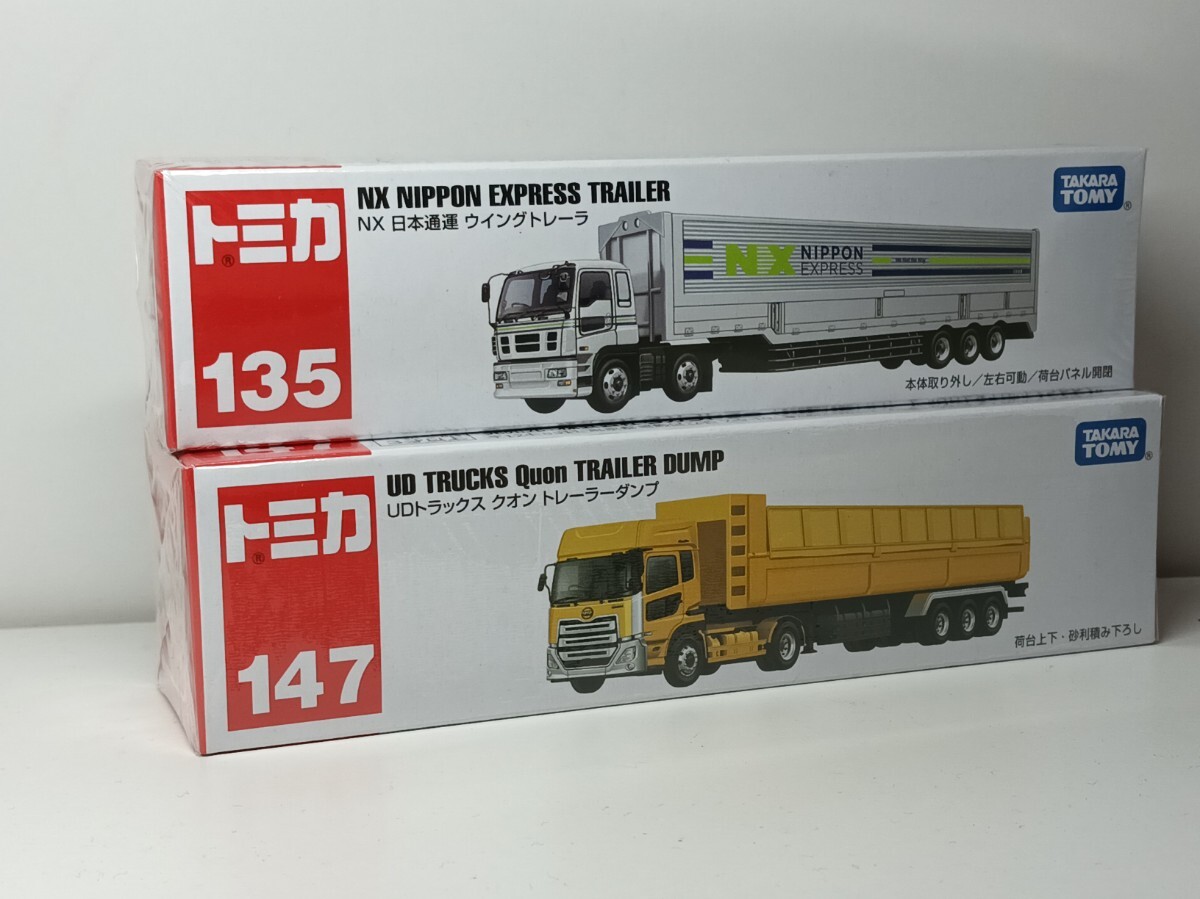 トミカ®
135
NX NIPPON EXPRESS TRAILER
NX 日本通運 ウイングトレーラ
TAKARA
TOMY®
NX NIPPON
EXPRESS
本体取り外し／左右可動／荷台パネル開閉
トミカ®
147
UD TRUCKS Quon TRAILER DUMP
UDトラックス クオン トレーラーダンプ
TAKARA
TOMY®
荷台上下・砂利積み下ろし